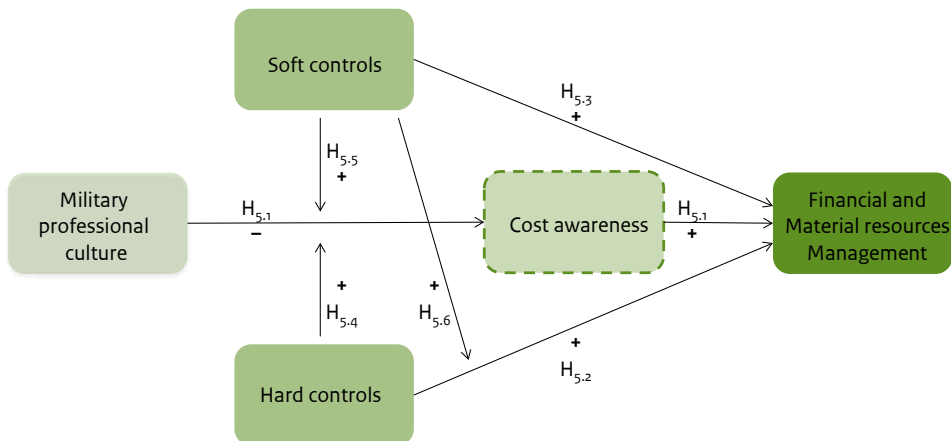 Soft controls
H5.3
+
H5.5
+
Military
professional
culture
H5.1
–
Cost awareness
H5.1
+
Financial and
Material resources
Management
+
H5.4
+
H5.6
+
H5.2
Hard controls